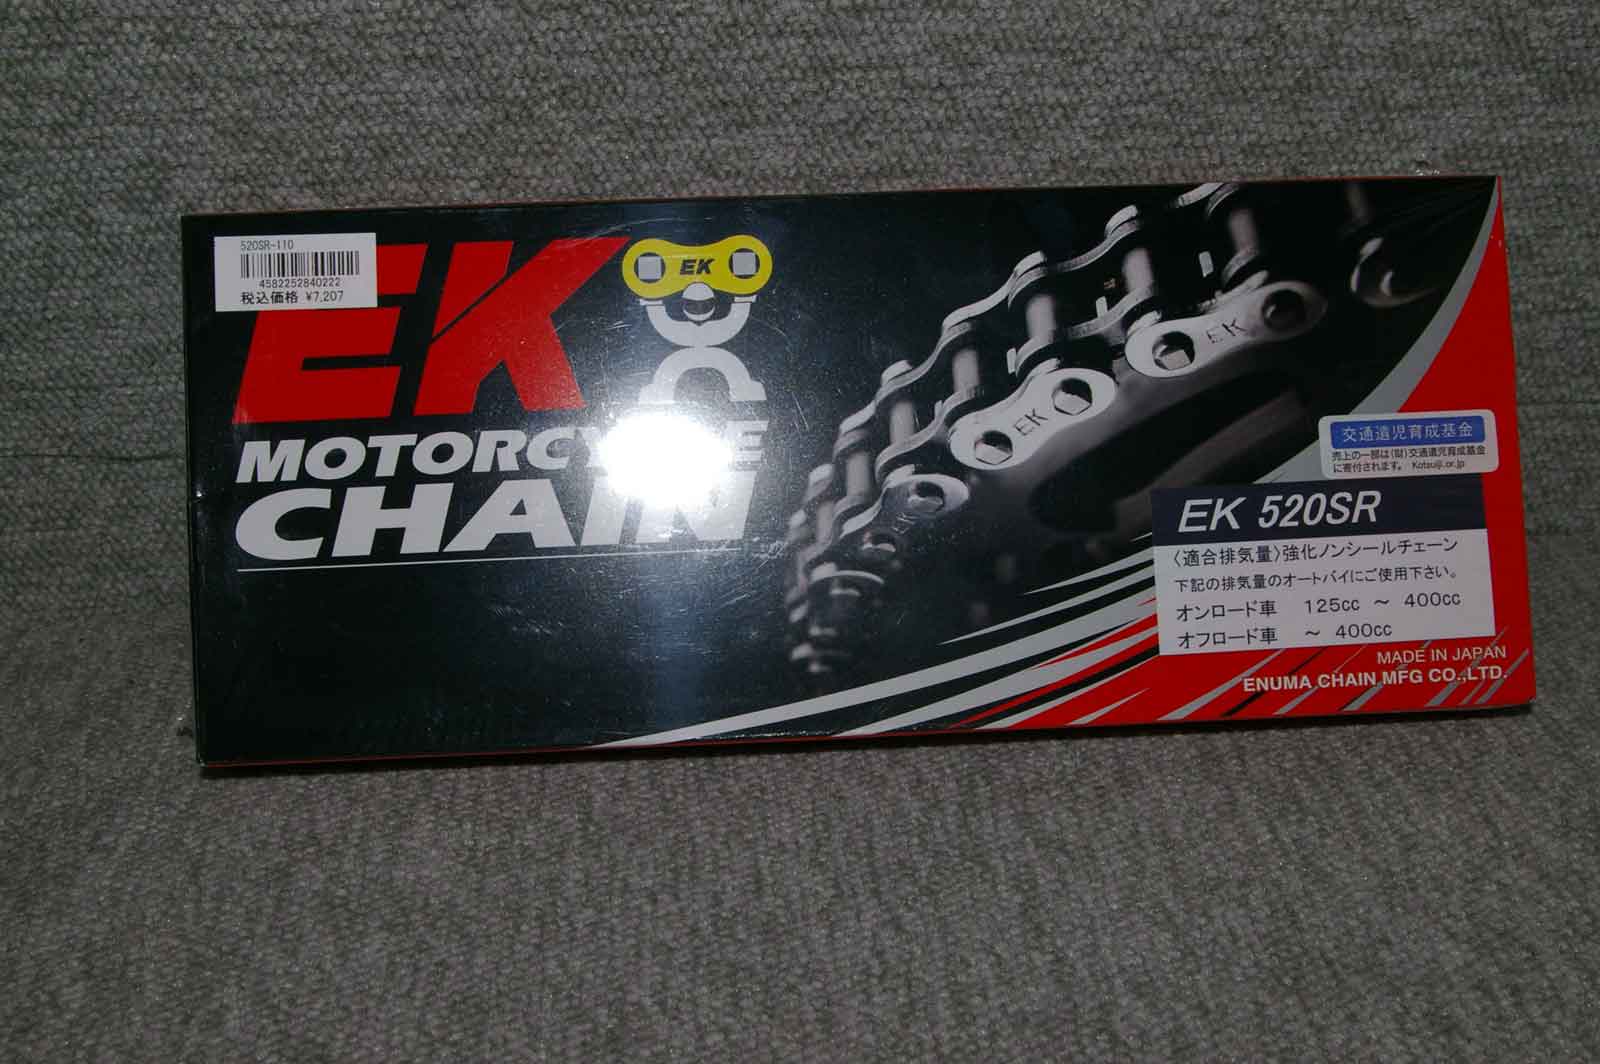 520SR-110
4582252840222
税込価格 ¥7,207
EK
EK
MOTORCYCLE
CHAIN
EK
EK
交通遺児育成基金
売上の一部は(財)交通遺児育成基金
に寄付されます。 Kotsuiji.or.jp
EK 520SR
〈適合排気量〉強化ノンシールチェーン
下記の排気量のオートバイにご使用下さい。
オンロード車 125cc ～ 400cc
オフロード車 ～ 400cc
MADE IN JAPAN
ENUMA CHAIN MFG CO.,LTD.